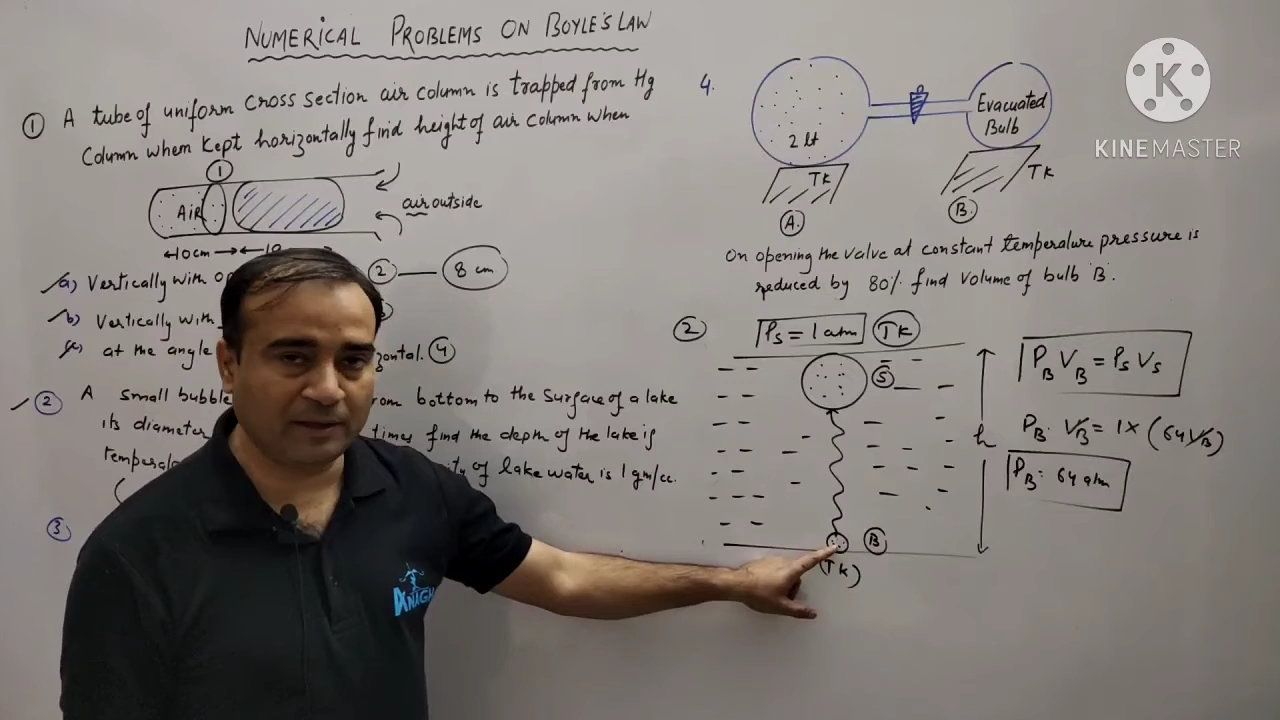 NUMERICAL PROBLEMS ON BOYLE'S LAW
① A tube of uniform cross section air column is trapped from Hg
column when kept horizontally find height of air column when
①
AIR
air outside
10cm
a) Vertically with
② — 8 cm
b) Vertically with
c) at the angle horizontal. ④
② A small bubble from bottom to the surface of a lake
its diameter times find the depth of the lake if
of lake water is 1 gm/cc.
③
ANAGH
4.
2 lt
Evacuated
Bulb
TK
TK
A.
B.
On opening the valve at constant temperature pressure is
reduced by 80% find volume of bulb 'B'.
②
Ps = 1 atm TK
S
h
B
(TK)
PB VB = Ps Vs
PB. VB = 1 × (64 VB)
PB = 64 atm
K
KINEMASTER